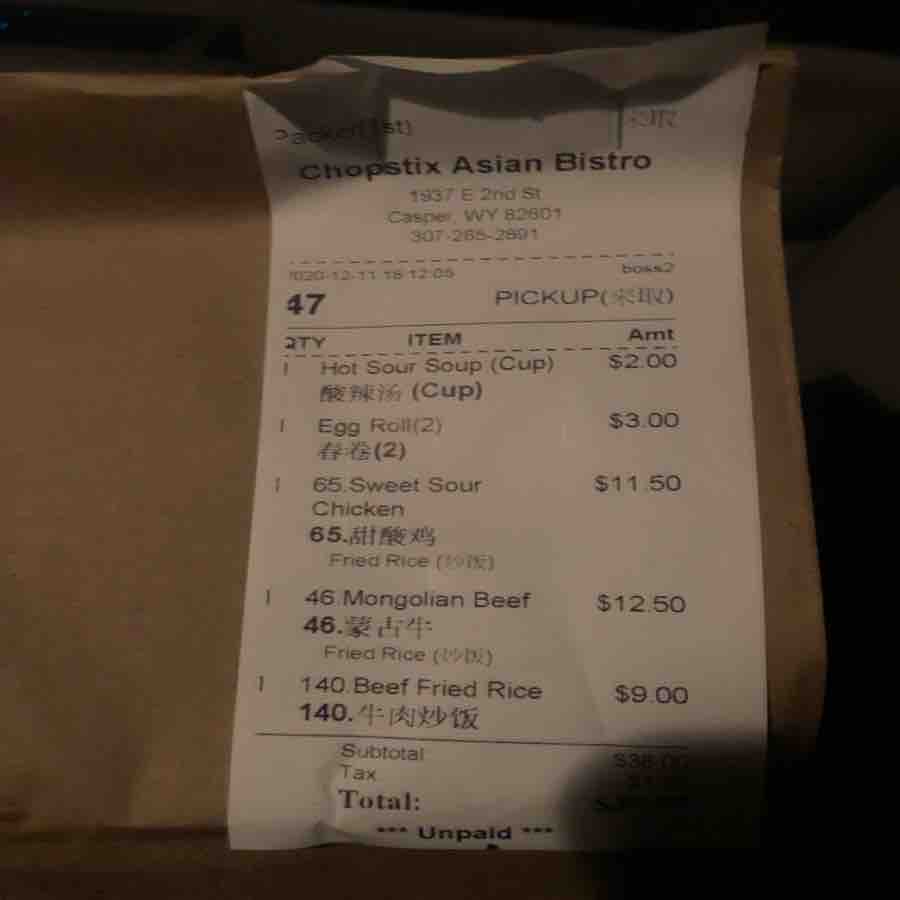 Packer(1st)
来取
Chopstix Asian Bistro
1937 E 2nd St
Casper, WY 82601
307-265-2891
2020-12-11 18:12:05 boss2
47 PICKUP(来取)
QTY ITEM Amt
1 Hot Sour Soup (Cup) $2.00
酸辣汤 (Cup)
1 Egg Roll(2) $3.00
春卷(2)
1 65.Sweet Sour $11.50
Chicken
65.甜酸鸡
Fried Rice (炒饭)
1 46.Mongolian Beef $12.50
46.蒙古牛
Fried Rice (炒饭)
1 140.Beef Fried Rice $9.00
140.牛肉炒饭
Subtotal $38.00
Tax
Total:
*** Unpaid ***